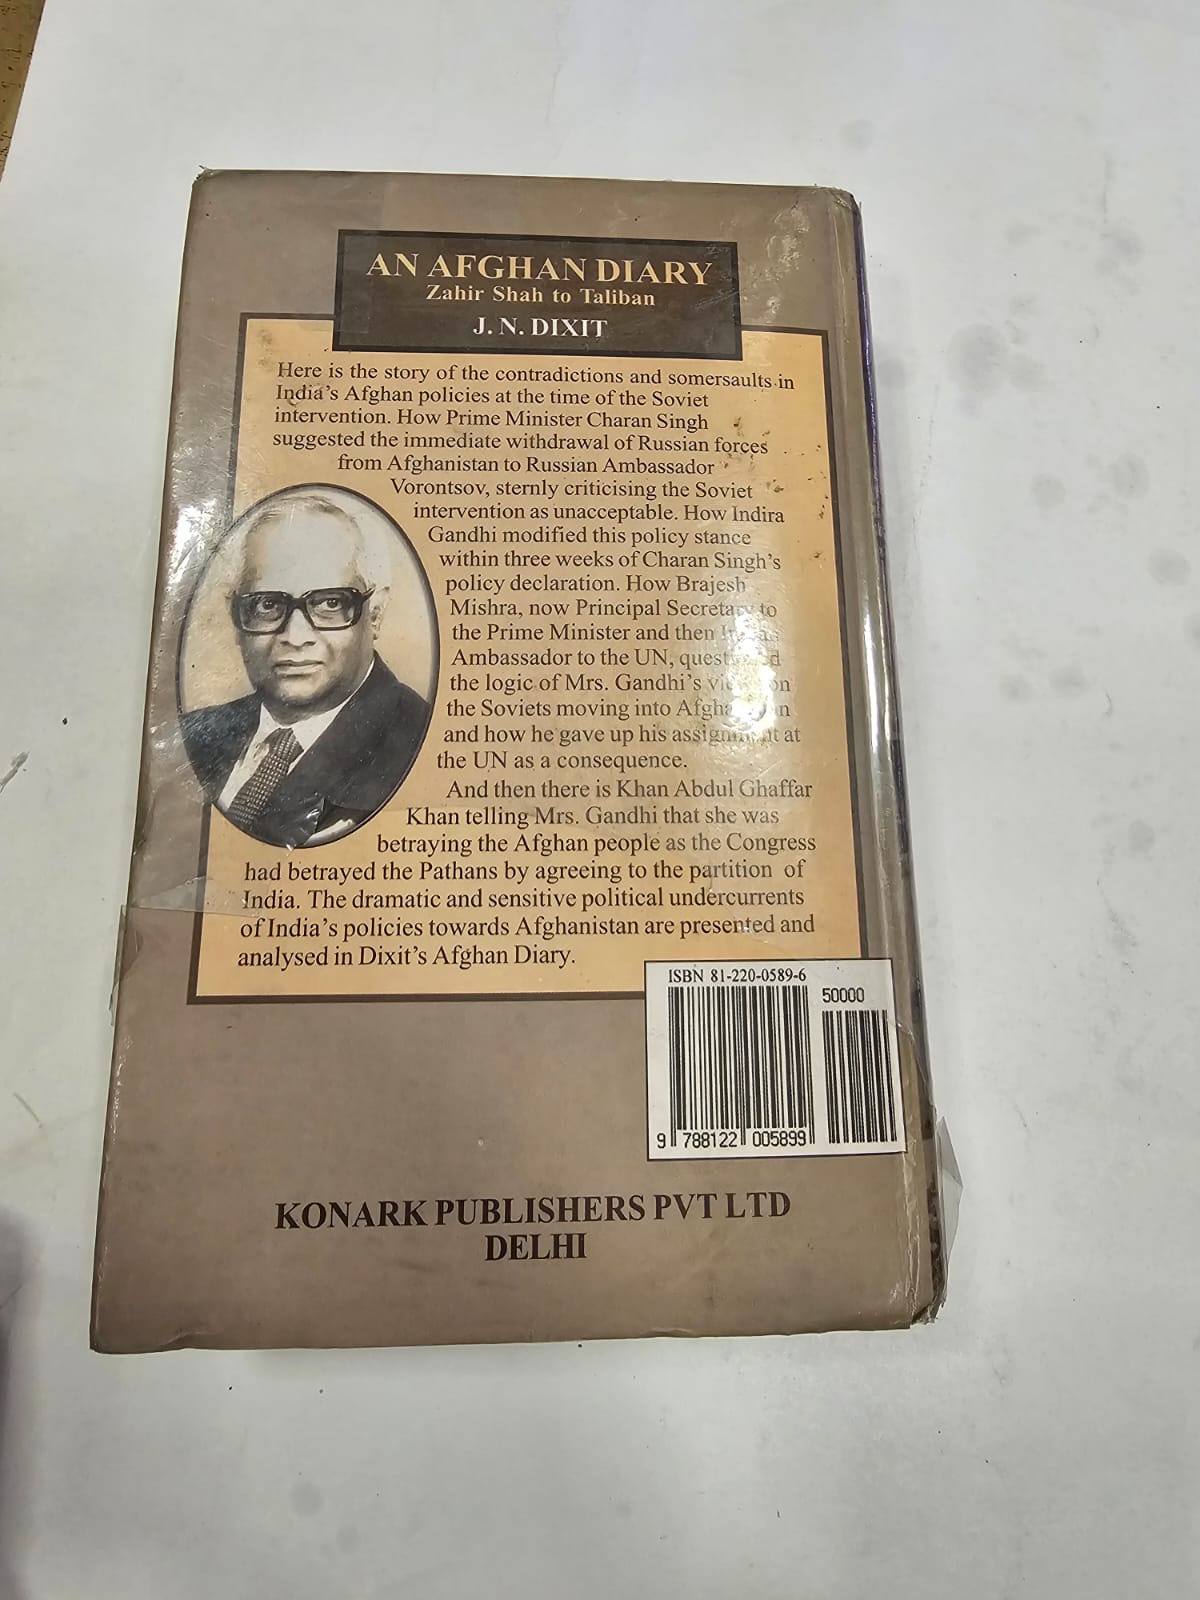 AN AFGHAN DIARY
Zahir Shah to Taliban
J. N. DIXIT
Here is the story of the contradictions and somersaults in
India's Afghan policies at the time of the Soviet
intervention. How Prime Minister Charan Singh
suggested the immediate withdrawal of Russian forces
from Afghanistan to Russian Ambassador
Vorontsov, sternly criticising the Soviet
intervention as unacceptable. How Indira
Gandhi modified this policy stance
within three weeks of Charan Singh's
policy declaration. How Brajesh
Mishra, now Principal Secretary to
the Prime Minister and then
Ambassador to the UN, questioned
the logic of Mrs. Gandhi's on
the Soviets moving into Afghanistan
and how he gave up his assignment at
the UN as a consequence.
And then there is Khan Abdul Ghaffar
Khan telling Mrs. Gandhi that she was
betraying the Afghan people as the Congress
had betrayed the Pathans by agreeing to the partition of
India. The dramatic and sensitive political undercurrents
of India's policies towards Afghanistan are presented and
analysed in Dixit's Afghan Diary.
ISBN 81-220-0589-6
50000
9 788122 005899
KONARK PUBLISHERS PVT LTD
DELHI